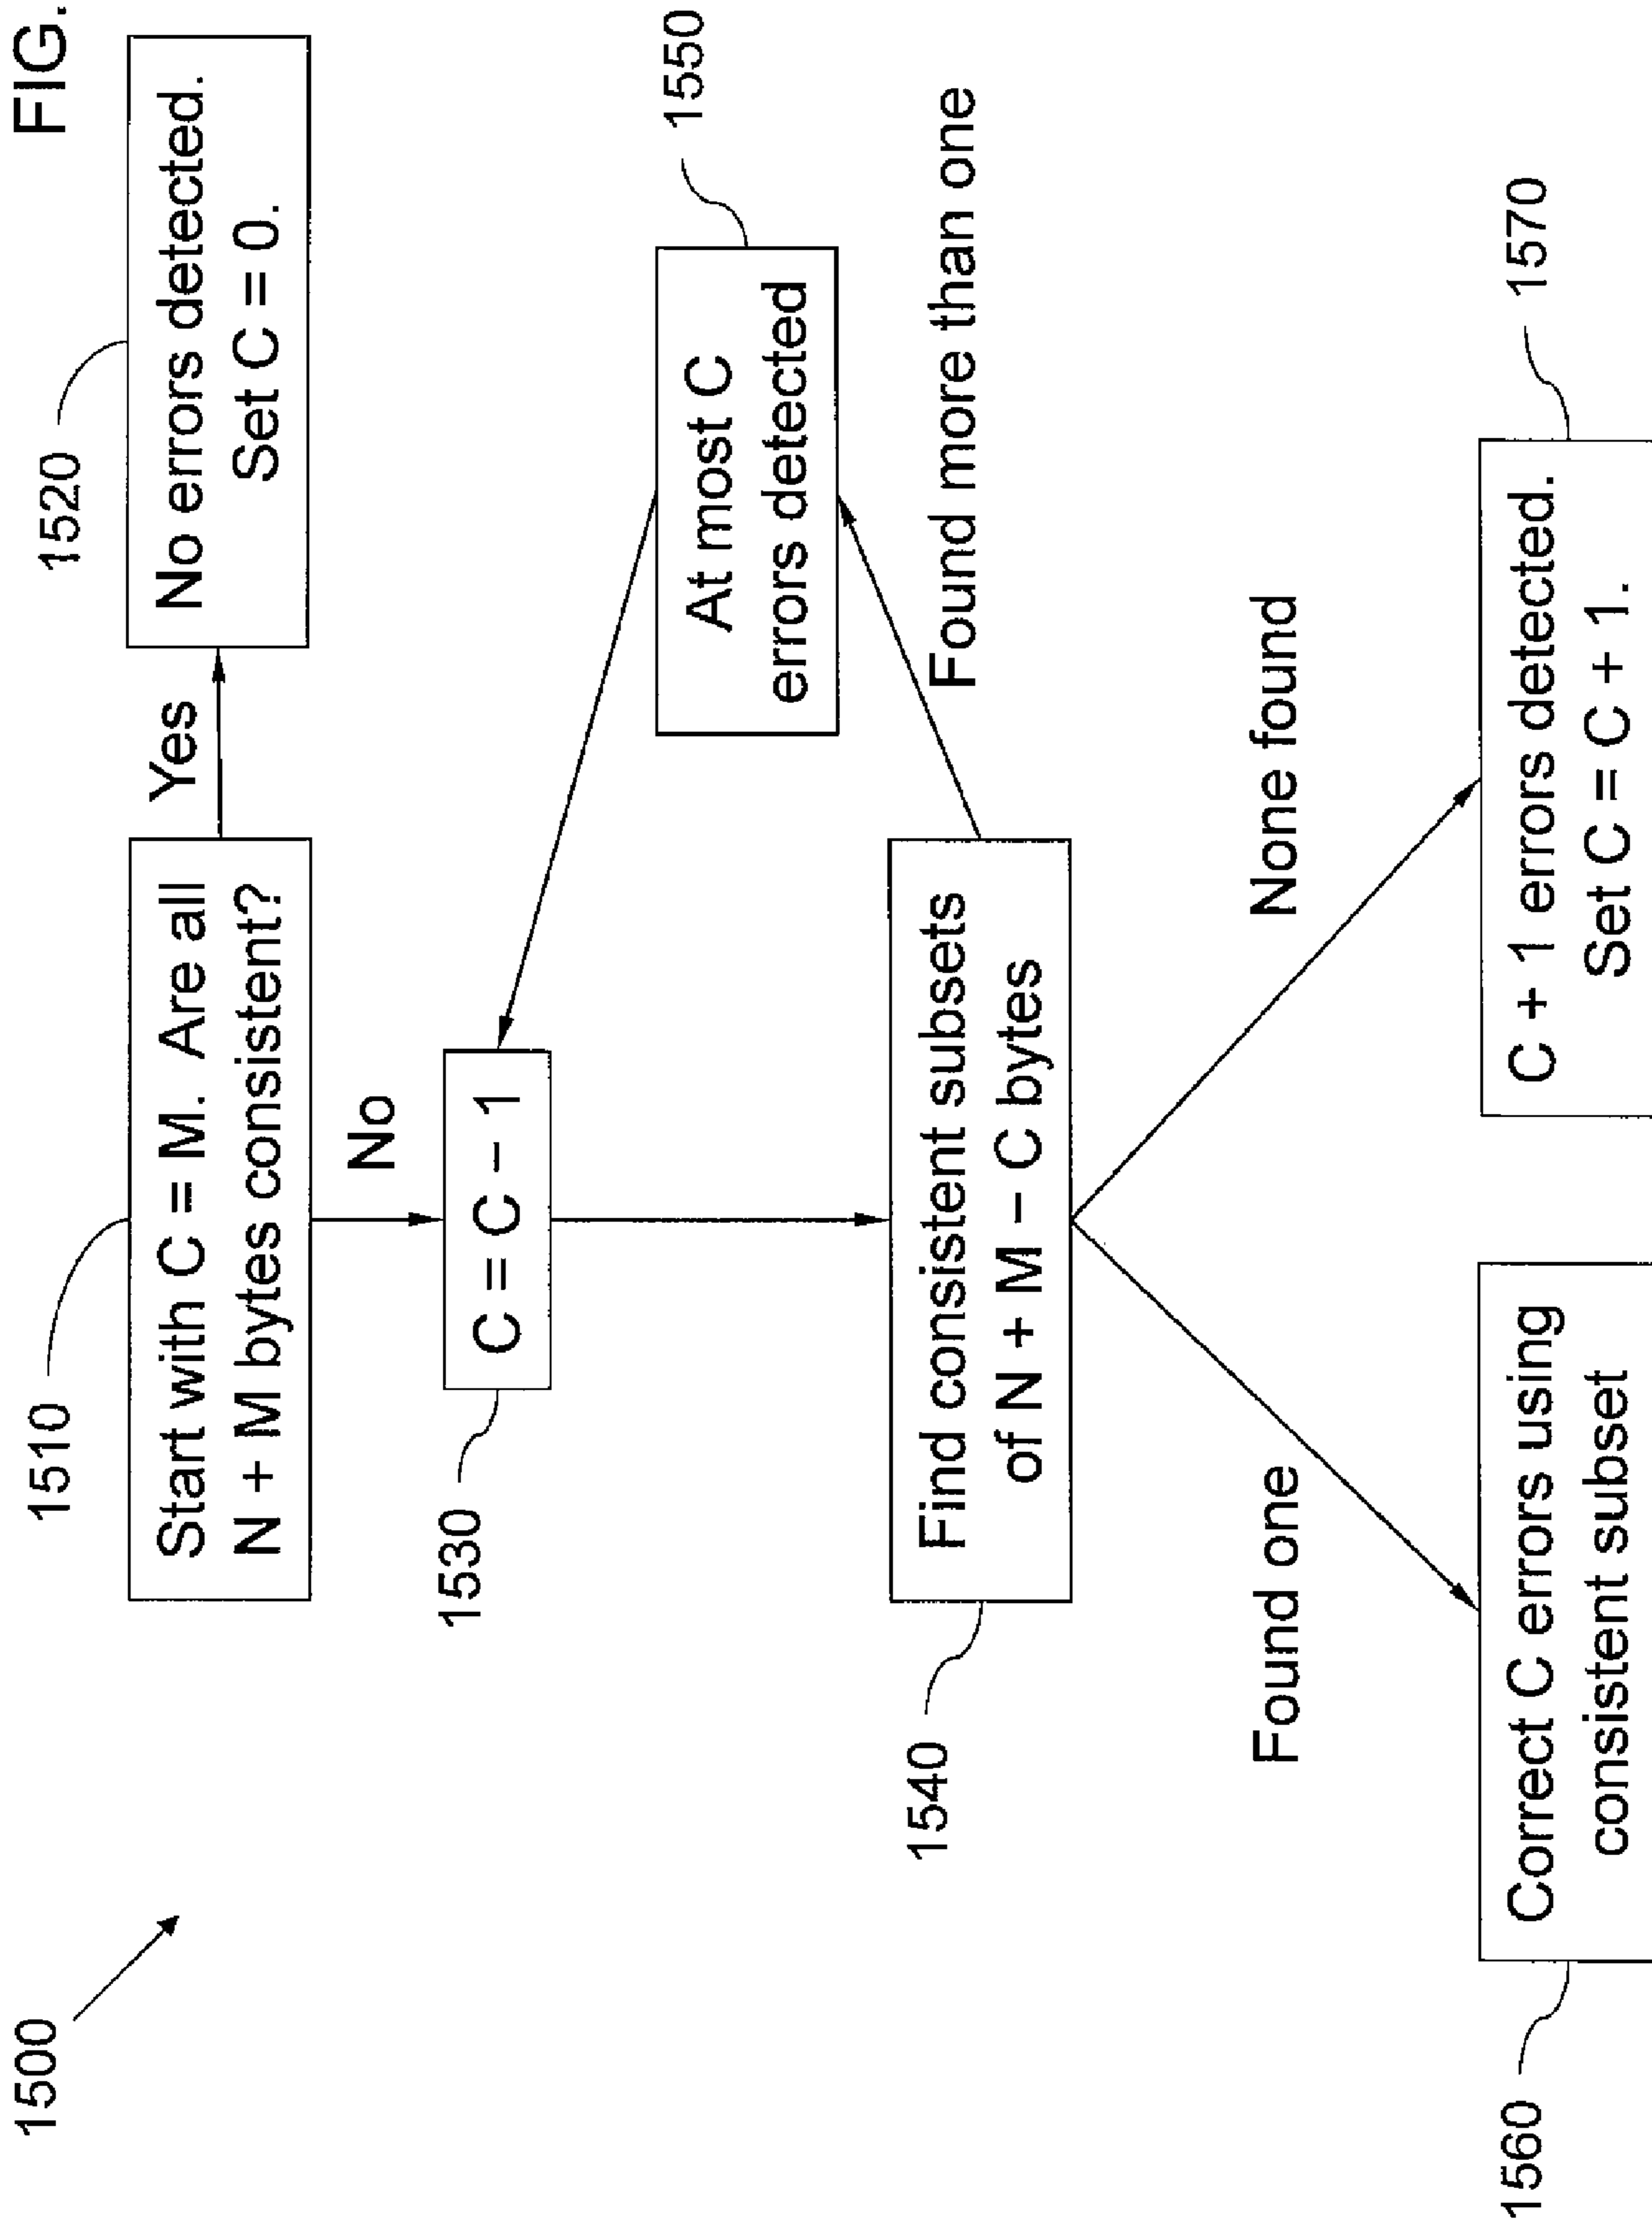 FIG.
1500
1510
Start with C = M. Are all
N + M bytes consistent?
Yes
1520
No errors detected.
Set C = 0.
No
1530
C = C – 1
1550
At most C
errors detected
1540
Find consistent subsets
of N + M – C bytes
Found more than one
Found one
None found
1560
Correct C errors using
consistent subset
1570
C + 1 errors detected.
Set C = C + 1.